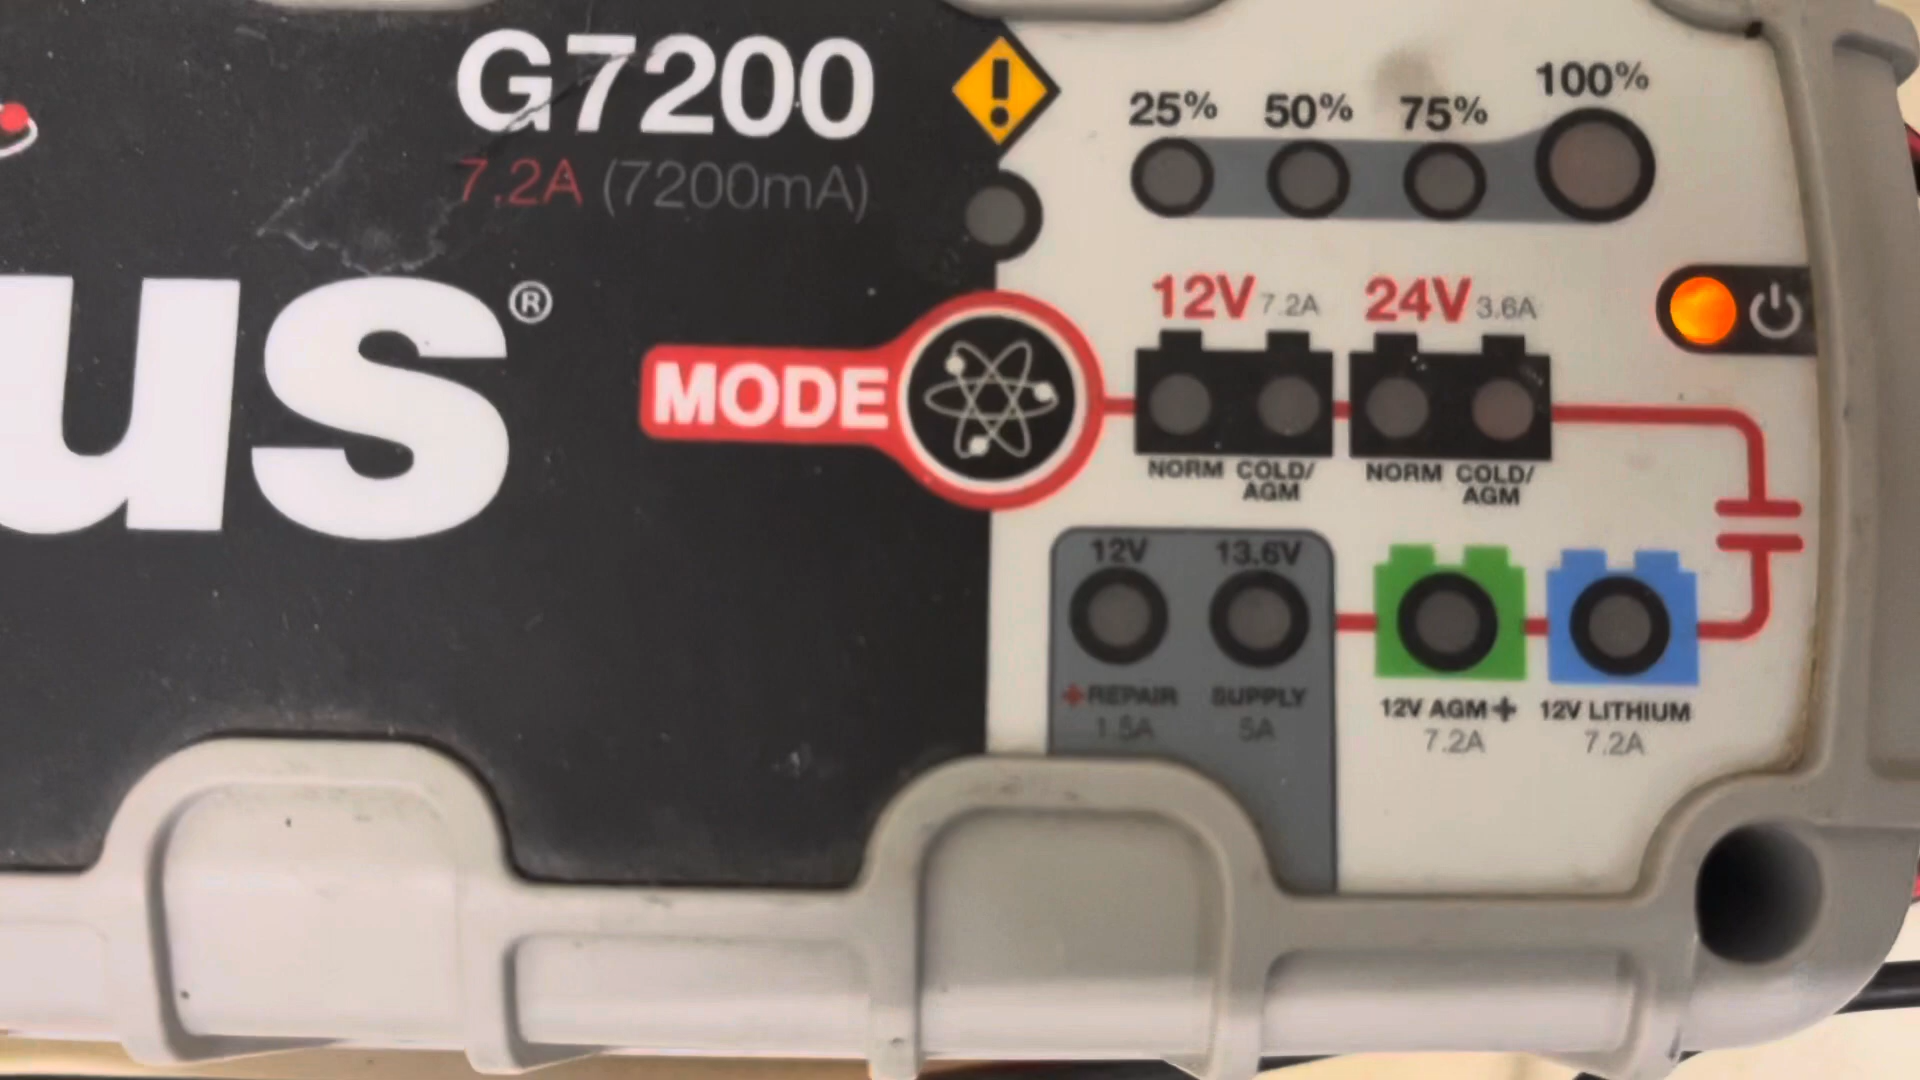 G7200
7.2A (7200mA)
us®
MODE
25% 50% 75% 100%
12V 7.2A 24V 3.6A
NORM COLD/AGM NORM COLD/AGM
12V 13.6V
+REPAIR SUPPLY
1.5A 5A
12V AGM+ 12V LITHIUM
7.2A 7.2A